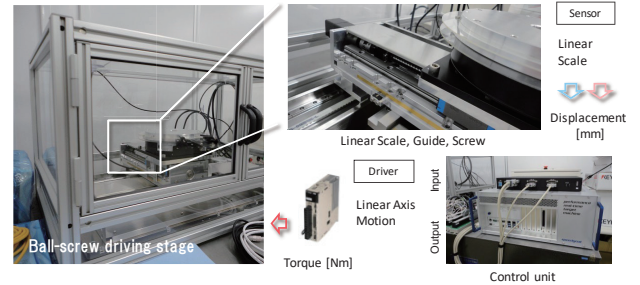 Sensor
Linear
Scale
Displacement
[mm]
Linear Scale, Guide, Screw
Driver
Linear Axis
Motion
Input
Output
Ball-screw driving stage
Torque [Nm]
Control unit